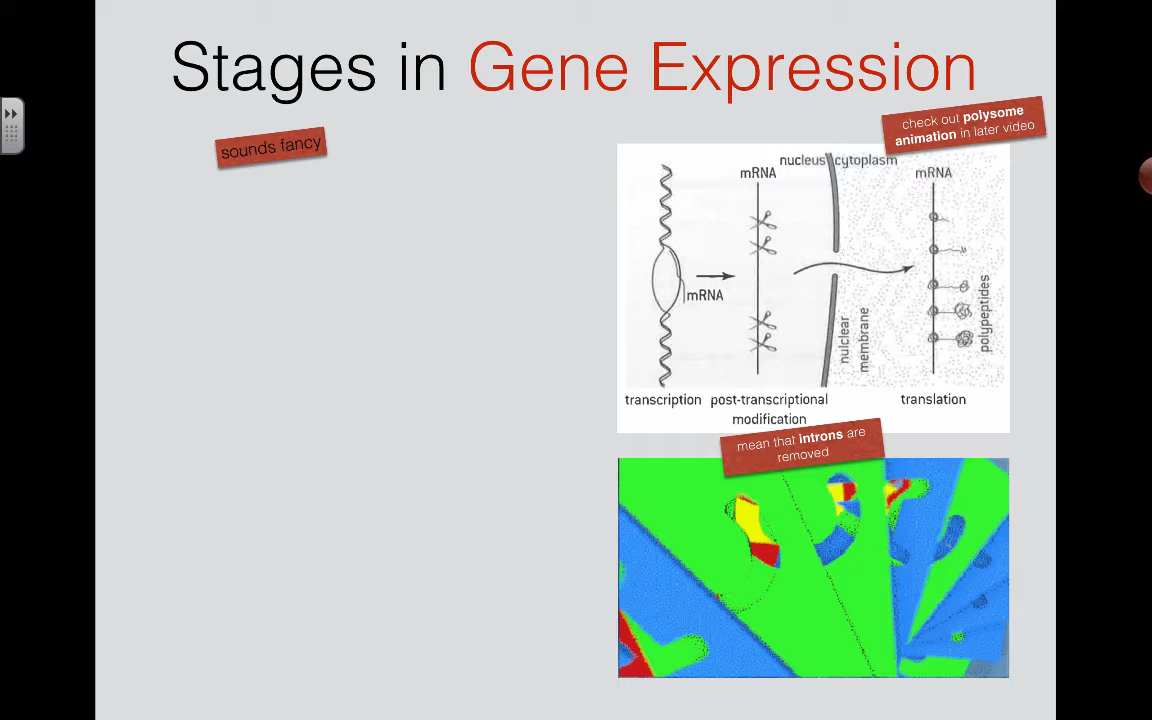 Stages in Gene Expression
check out polysome
animation in later video
sounds fancy
nucleus cytoplasm
mRNA
mRNA
mRNA
nulclear
membrane
polypeptides
transcription
post-transcriptional
modification
translation
mean that introns are
removed